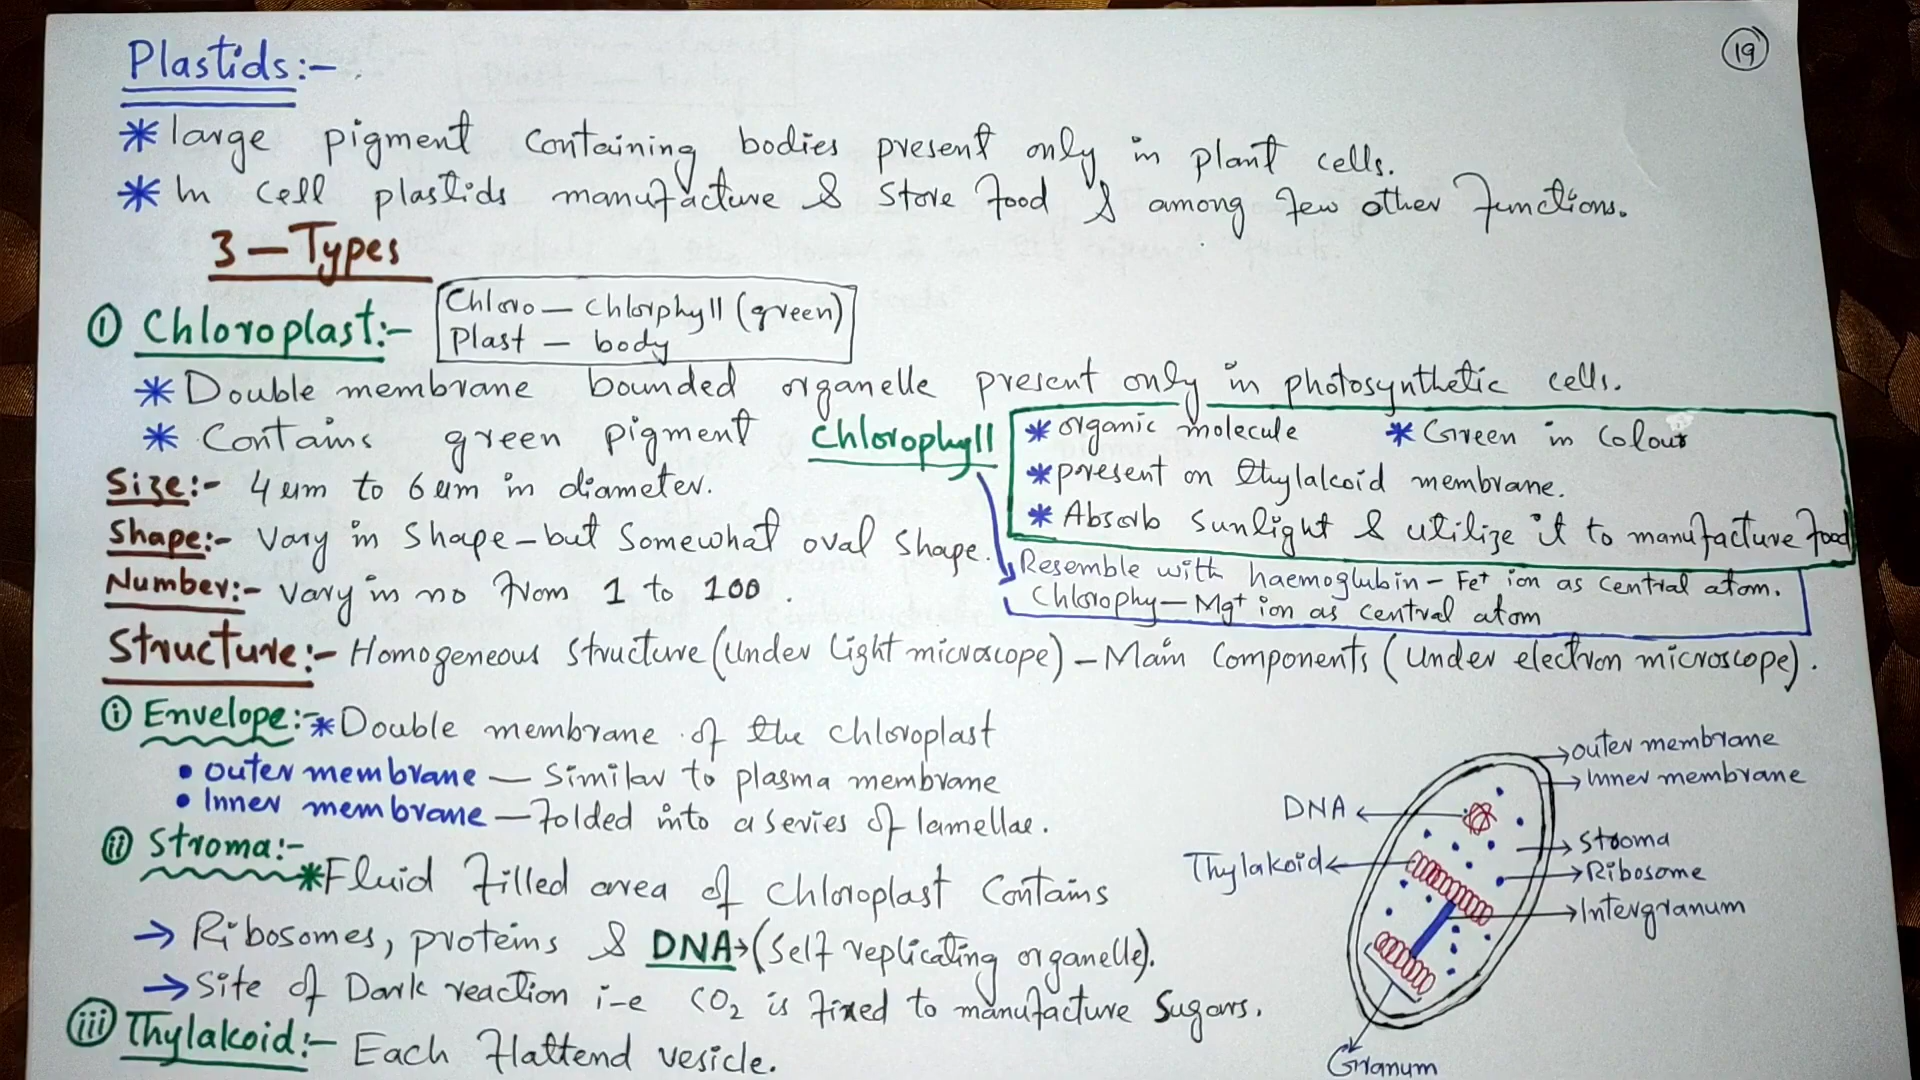 19
Plastids:-
* large pigment containing bodies present only in plant cells.
* In cell plastids manufacture & store food & among few other functions.
3 - Types
① Chloroplast:-
Chloro — Chlorphyll (green)
Plast — body
* Double membrane bounded organelle present only in photosynthetic cells.
* Contains green pigment Chlorophyll
* organic molecule * Green in Colour
* present on thylalcoid membrane.
* Absorb sunlight & utilize it to manufacture food
Size:- 4 um to 6 um in diameter.
Shape:- Vary in shape - but Somewhat oval shape.
Resemble with haemoglubin - Fe+ ion as central atom.
Chlorophy — Mg+ ion as central atom
Number:- Vary in no from 1 to 100.
Structure:- Homogeneous structure (Under light microscope) - Main Components (Under electron microscope).
ⓘ Envelope:- * Double membrane of the chloroplast
• outer membrane — Similar to plasma membrane
• Inner membrane — Folded into a series of lamellae.
ⓘⓘ Stroma:-
* Fluid filled area of chloroplast Contains
→ Ribosomes, proteins & DNA → (Self replicating organelle).
→ Site of Dark reaction i-e CO2 is fixed to manufacture Sugars.
ⓘⓘⓘ Thylakoid:- Each flattend vesicle.
outer membrane
Inner membrane
DNA
Stroma
Thylakoid
Ribosome
Intergranum
Granum